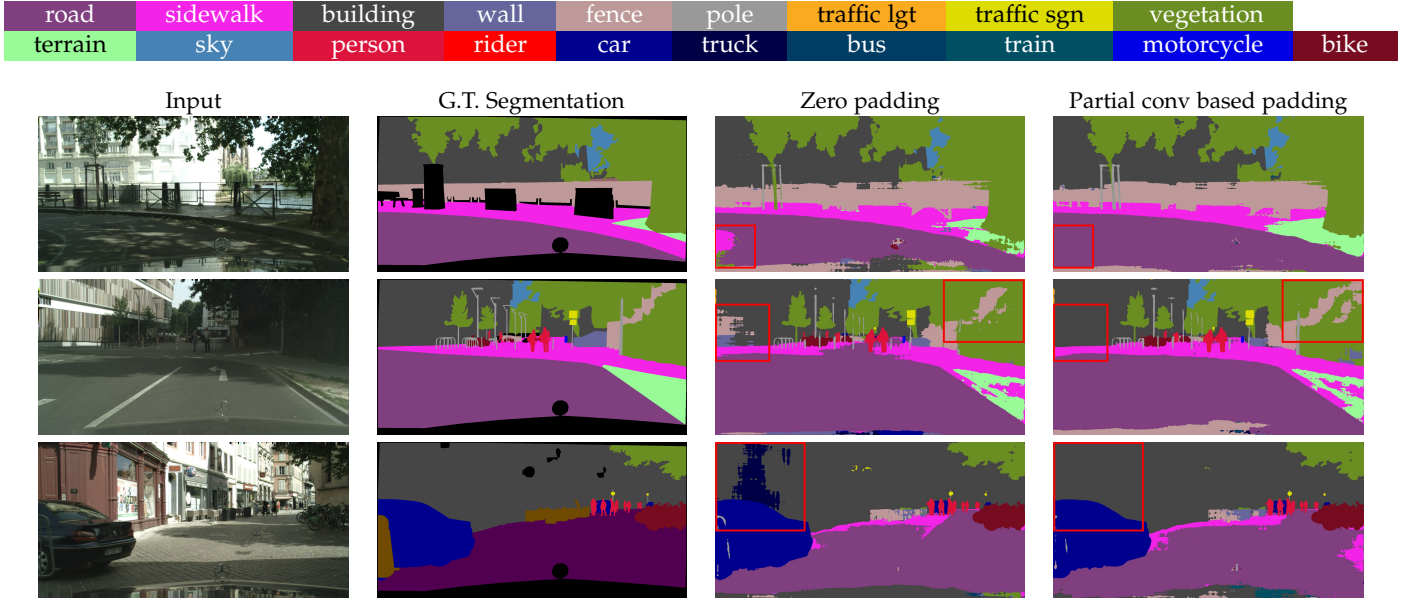 road sidewalk building wall fence pole traffic lgt traffic sgn vegetation
terrain sky person rider car truck bus train motorcycle bike
Input G.T. Segmentation Zero padding Partial conv based padding